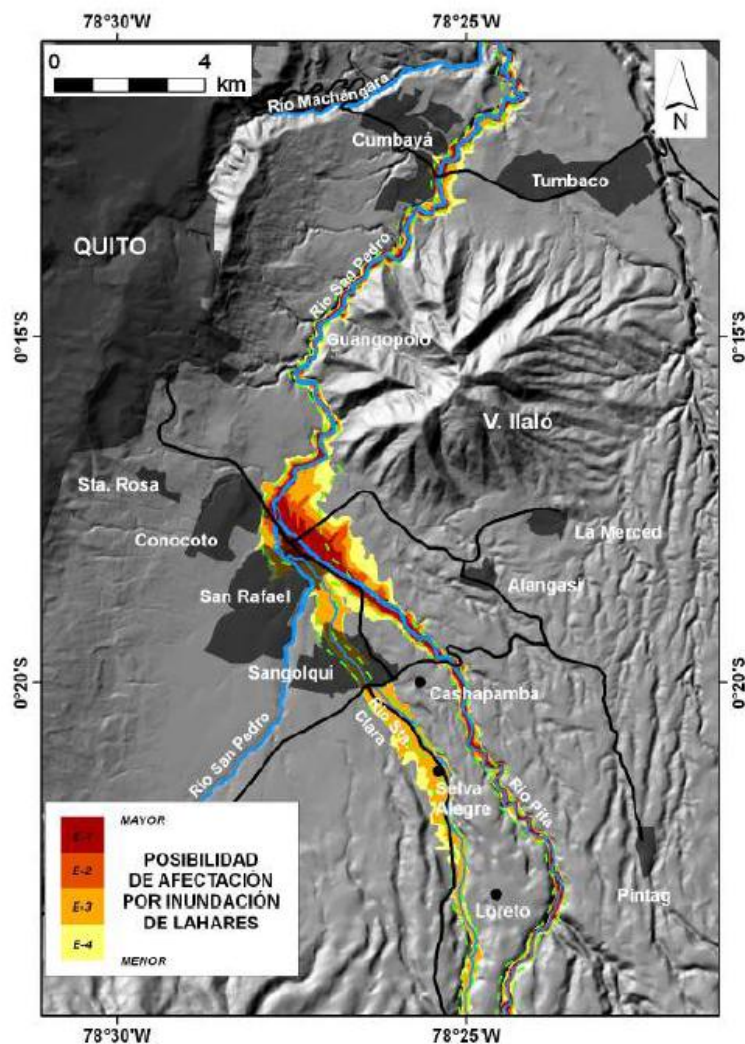 78°30'W
78°25'W
0
4
km
Río Machángara
N
Cumbayá
Tumbaco
QUITO
Río San Pedro
0°15'S
0°15'S
Guangopolo
V. Ilaló
Sta. Rosa
La Merced
Conocoto
Alangasí
San Rafael
Sangolquí
0°20'S
0°20'S
Cashapamba
Río Sta.
Clara
Río San Pedro
Selva
Alegre
Río Pita
MAYOR
E-1
E-2
E-3
E-4
POSIBILIDAD
DE AFECTACIÓN
POR INUNDACIÓN
DE LAHARES
MENOR
Loreto
Pintag
78°30'W
78°25'W